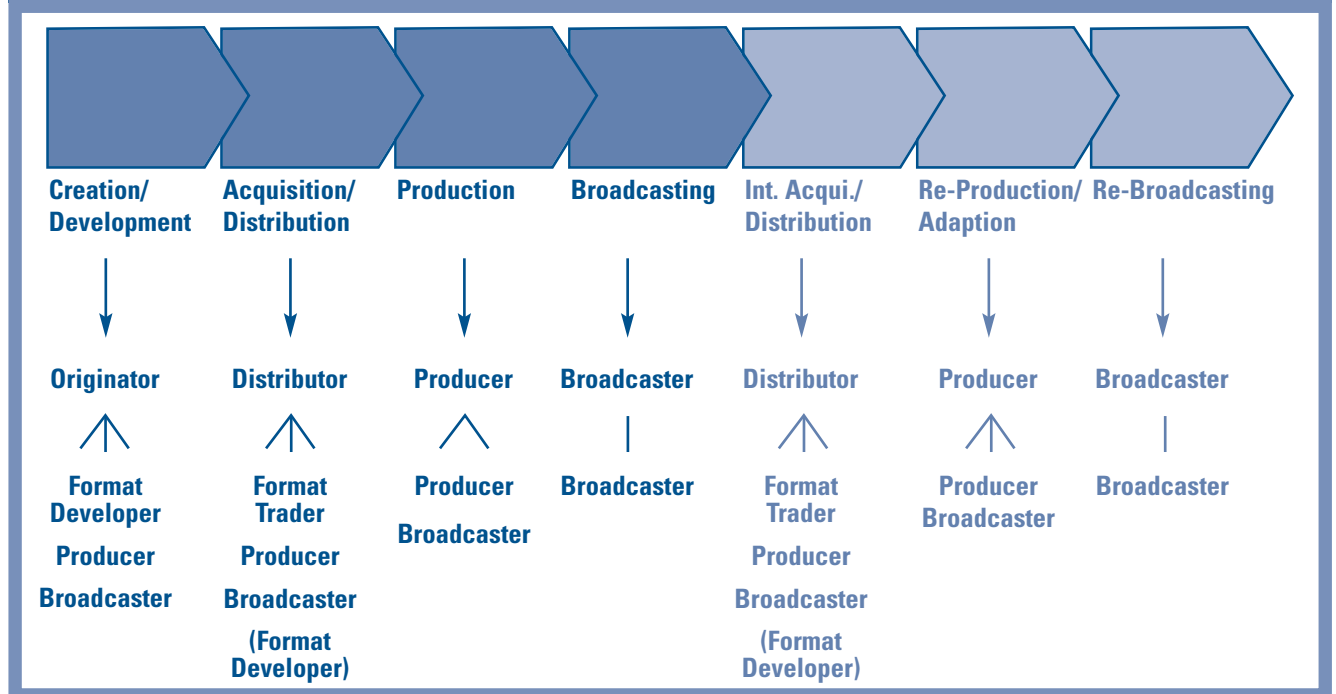 Creation/
Development
Acquisition/
Distribution
Production
Broadcasting
Int. Acqui./
Distribution
Re-Production/
Adaption
Re-Broadcasting
Originator
Distributor
Producer
Broadcaster
Distributor
Producer
Broadcaster
Format
Developer
Producer
Broadcaster
Format
Trader
Producer
Broadcaster
(Format
Developer)
Producer
Broadcaster
Broadcaster
Format
Trader
Producer
Broadcaster
(Format
Developer)
Producer
Broadcaster
Broadcaster